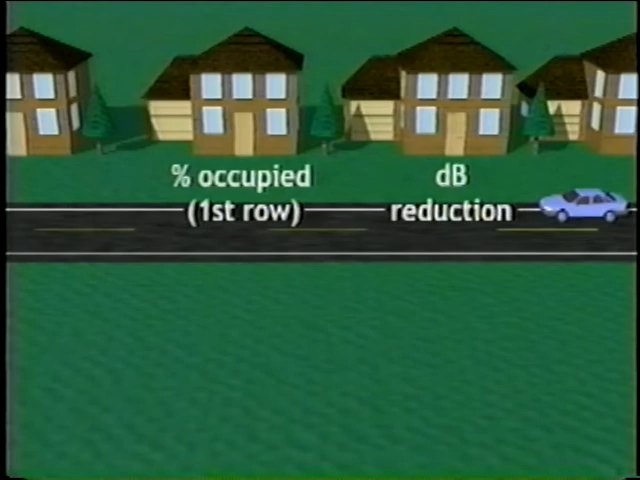 % occupied dB
(1st row) reduction